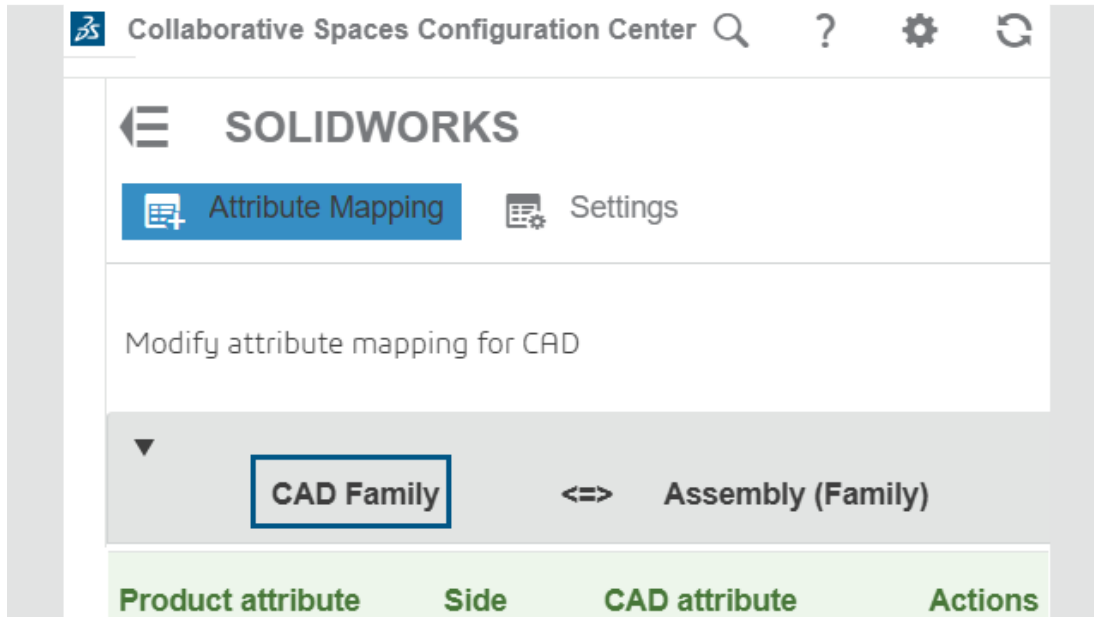 Collaborative Spaces Configuration Center ?
SOLIDWORKS
Attribute Mapping Settings
Modify attribute mapping for CAD
CAD Family <=> Assembly (Family)
Product attribute Side CAD attribute Actions